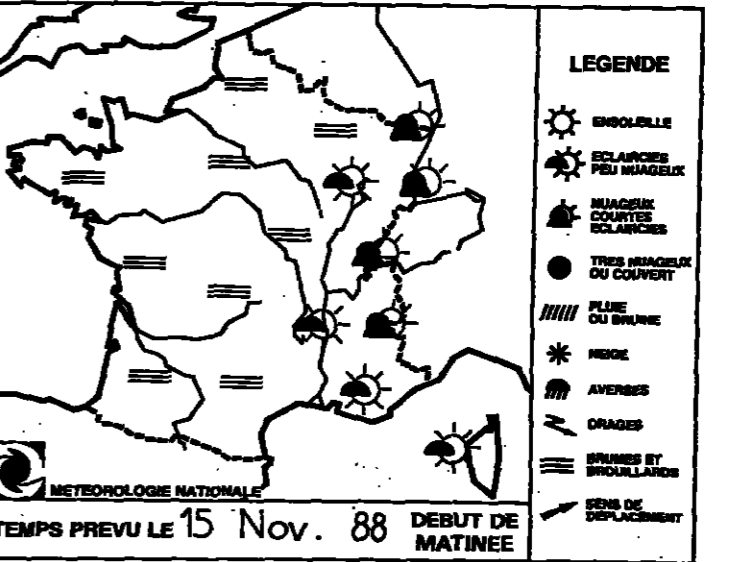 LEGENDE
ENSOLEILLE
ECLAIRCIES
PEU NUAGEUX
NUAGEUX
COURTES
ECLAIRCIES
TRES NUAGEUX
OU COUVERT
PLUIE
OU BRUINE
NEIGE
AVERSES
ORAGES
BRUMES ET
BROUILLARDS
SENS DE
DEPLACEMENT
METEOROLOGIE NATIONALE
TEMPS PREVU LE 15 Nov. 88 DEBUT DE
MATINEE